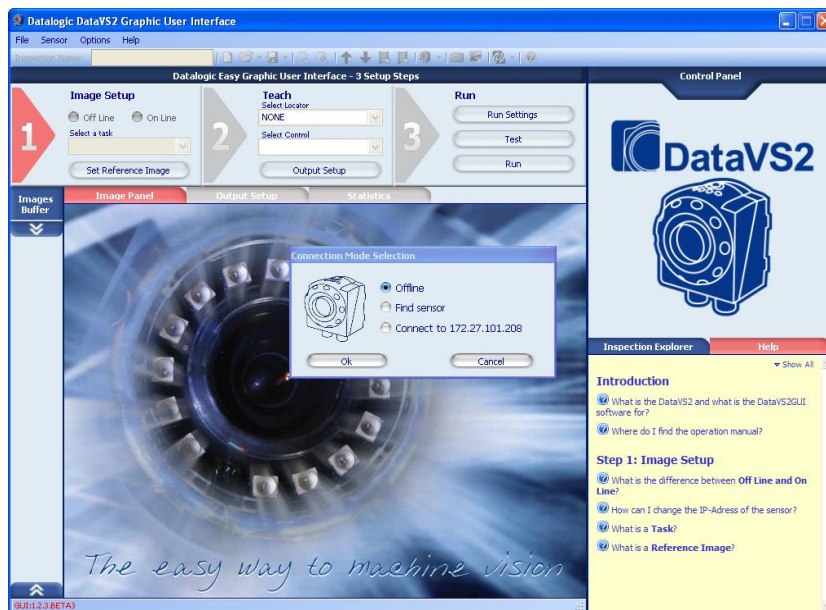 Datalogic DataVS2 Graphic User Interface
File Sensor Options Help
Inspection Name
Datalogic Easy Graphic User Interface - 3 Setup Steps
Control Panel
1
Image Setup
Off Line On Line
Select a task
Set Reference Image
2
Teach
Select Locator
NONE
Select Control
Output Setup
3
Run
Run Settings
Test
Run
DataVS2
Images
Buffer
Image Panel Output Setup Statistics
Connection Mode Selection
Offline
Find sensor
Connect to 172.27.101.208
Ok Cancel
The easy way to machine vision
Inspection Explorer Help
Show All
Introduction
What is the DataVS2 and what is the DataVS2GUI
software for?
Where do I find the operation manual?
Step 1: Image Setup
What is the difference between Off Line and On
Line?
How can I change the IP-Adress of the sensor?
What is a Task?
What is a Reference Image?
GUI:1.2.3.BETA3